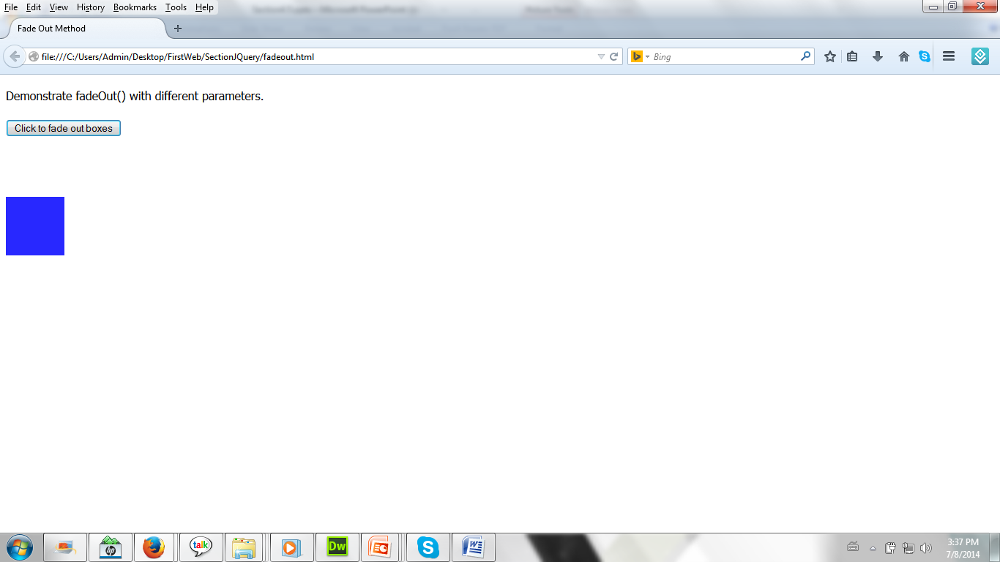 File Edit View History Bookmarks Tools Help
Fade Out Method
file:///C:/Users/Admin/Desktop/FirstWeb/SectionJQuery/fadeout.html
Bing
Demonstrate fadeOut() with different parameters.
Click to fade out boxes
hp
talk
Dw
3:37 PM
7/8/2014